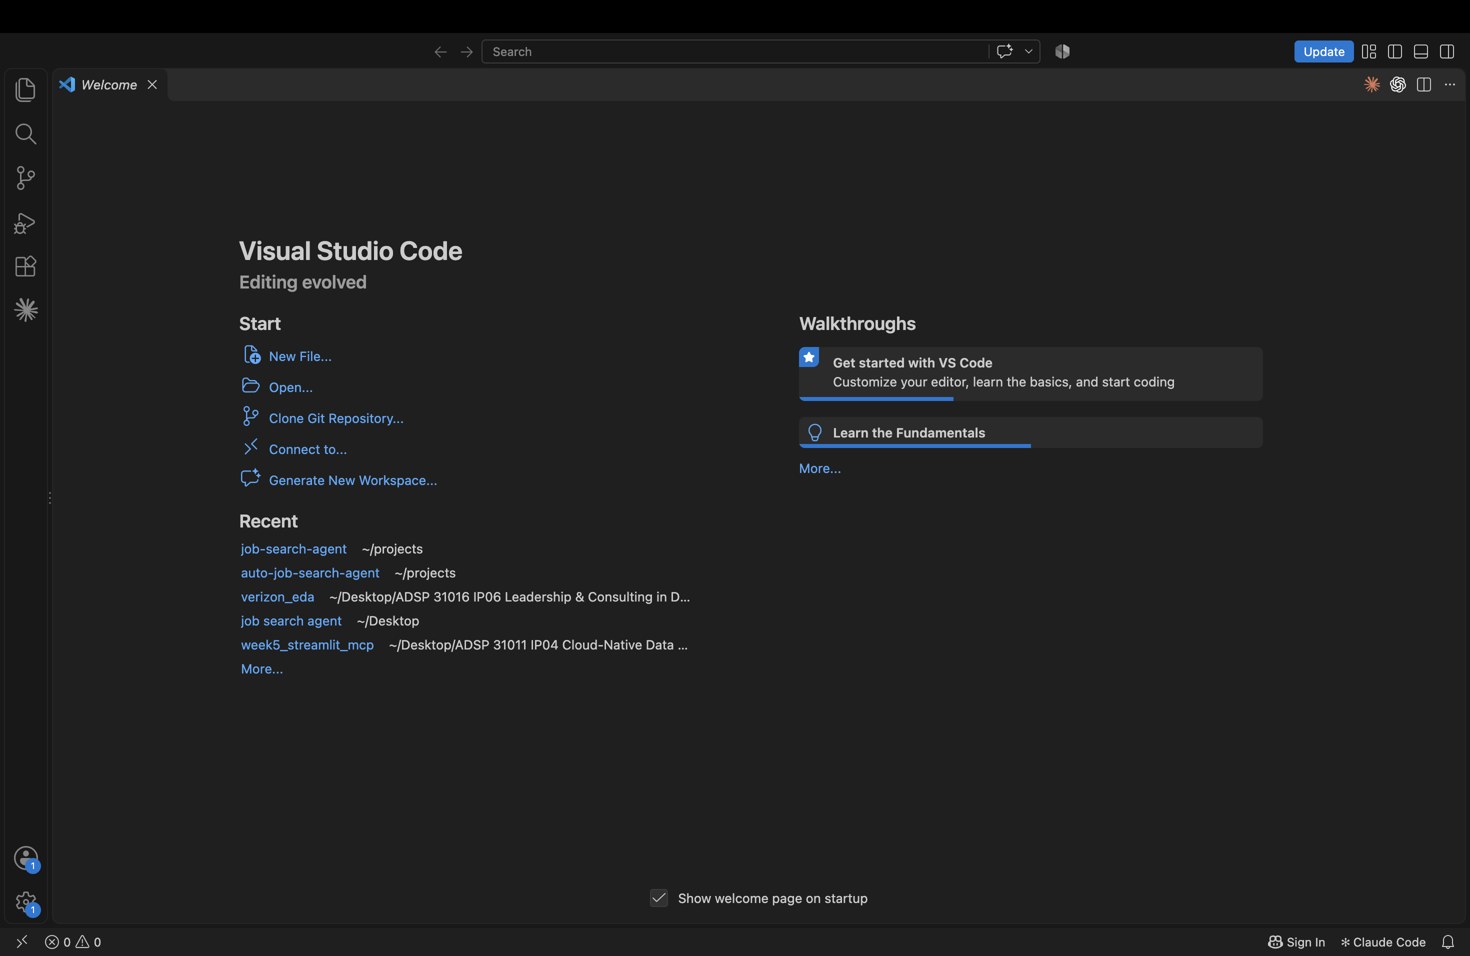 Search
Update
Welcome
Visual Studio Code
Editing evolved
Start
New File...
Open...
Clone Git Repository...
Connect to...
Generate New Workspace...
Recent
job-search-agent ~/projects
auto-job-search-agent ~/projects
verizon_eda ~/Desktop/ADSP 31016 IP06 Leadership & Consulting in D...
job search agent ~/Desktop
week5_streamlit_mcp ~/Desktop/ADSP 31011 IP04 Cloud-Native Data ...
More...
Walkthroughs
Get started with VS Code
Customize your editor, learn the basics, and start coding
Learn the Fundamentals
More...
1
1
Show welcome page on startup
0 0
Sign In
Claude Code